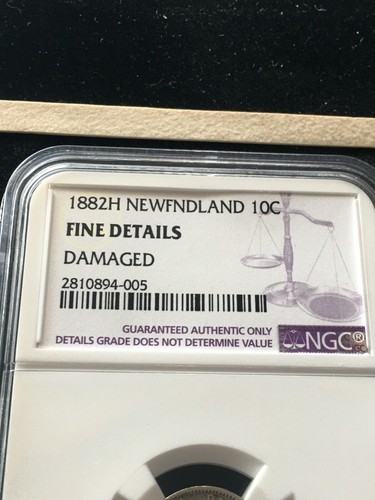 1882H NEWFNDLAND 10C
FINE DETAILS
DAMAGED
2810894-005
GUARANTEED AUTHENTIC ONLY
DETAILS GRADE DOES NOT DETERMINE VALUE
NGC®